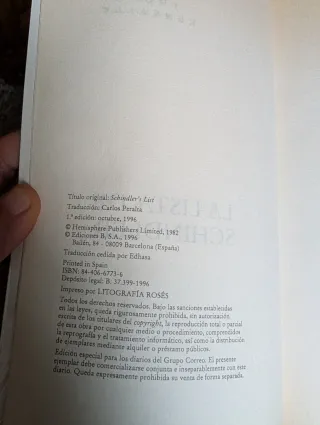 Título original: Schindler's List
Traducción: Carlos Peralta
1.ª edición: octubre, 1996
© Hemisphere Publishers Limited, 1982
© Ediciones B, S.A., 1996
Bailén, 84 - 08009 Barcelona (España)
Traducción cedida por Edhasa
Printed in Spain
ISBN: 84-406-6773-6
Depósito legal: B. 37.399-1996
Impreso por LITOGRAFÍA ROSÉS
Todos los derechos reservados. Bajo las sanciones establecidas
en las leyes, queda rigurosamente prohibida, sin autorización
escrita de los titulares del copyright, la reproducción total o parcial
de esta obra por cualquier medio o procedimiento, comprendidos
la reprografía y el tratamiento informático, así como la distribución
de ejemplares mediante alquiler o préstamo públicos.
Edición especial para los diarios del Grupo Correo. El presente
ejemplar debe comercializarse conjunta e inseparablemente con este
diario. Queda expresamente prohibida su venta de forma separada.